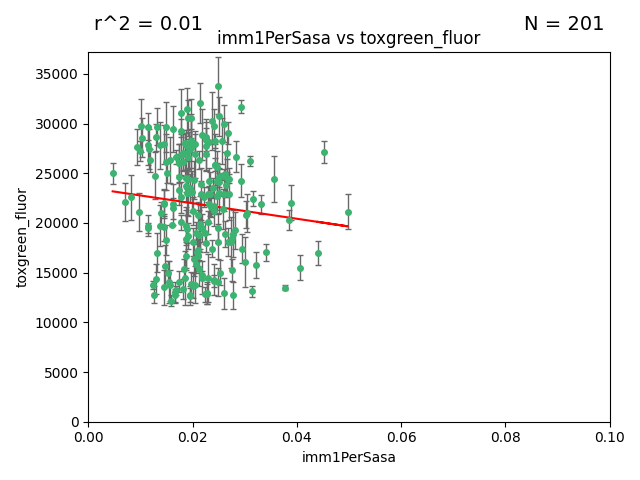 r^2 = 0.01
N = 201
imm1PerSasa vs toxgreen_fluor
35000
30000
25000
20000
15000
10000
5000
0
toxgreen_fluor
0.00
0.02
0.04
0.06
0.08
0.10
imm1PerSasa